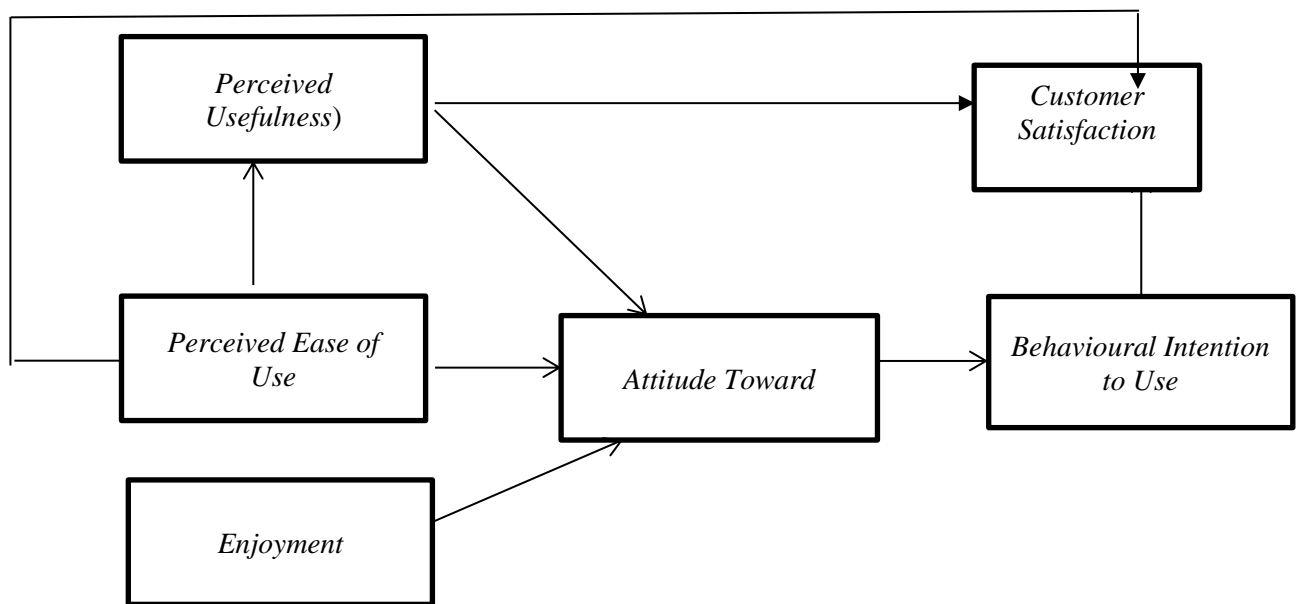 Perceived
Usefulness)
Customer
Satisfaction
Perceived Ease of
Use
Attitude Toward
Behavioural Intention
to Use
Enjoyment